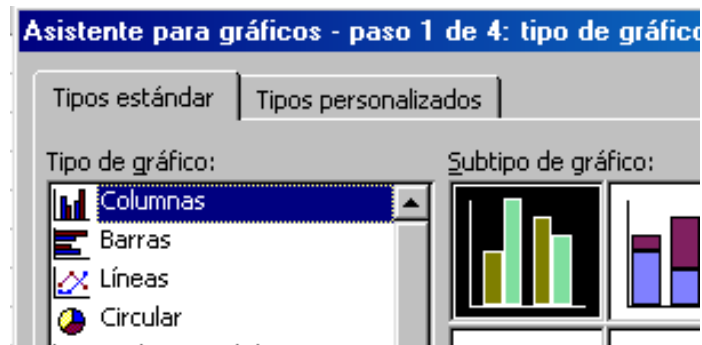 Asistente para gráficos - paso 1 de 4: tipo de gráfico
Tipos estándar
Tipos personalizados
Tipo de gráfico:
Subtipo de gráfico:
Columnas
Barras
Líneas
Circular